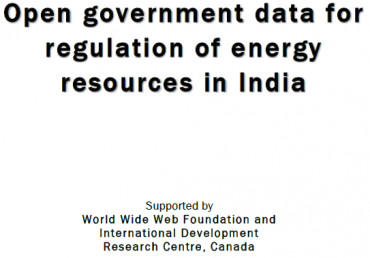 Open government data for
regulation of energy
resources in India
Supported by
World Wide Web Foundation and
International Development
Research Centre, Canada